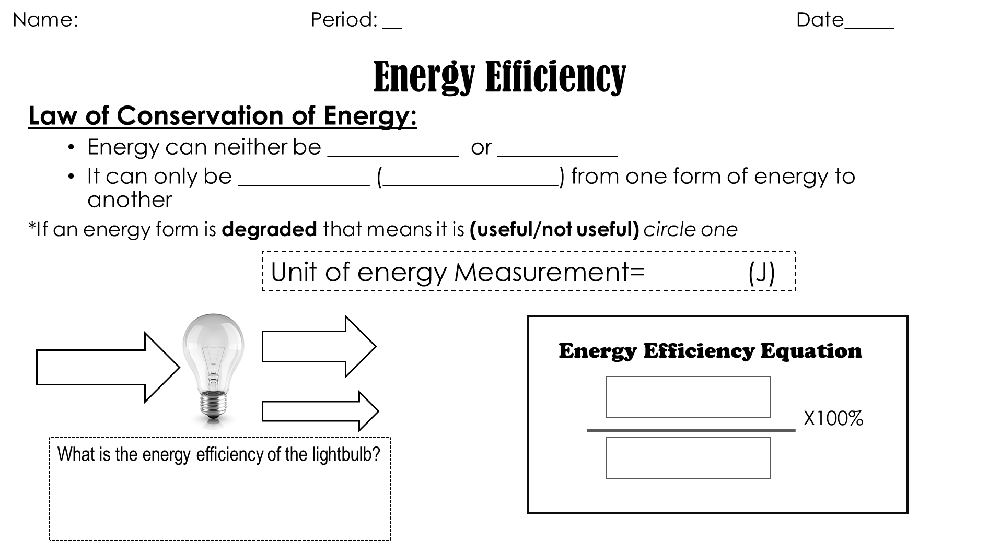 Name: Period: __ Date_____
Energy Efficiency
Law of Conservation of Energy:
• Energy can neither be ____________ or ___________
• It can only be ____________ (________________) from one form of energy to
another
*If an energy form is degraded that means it is (useful/not useful) circle one
Unit of energy Measurement= (J)
Energy Efficiency Equation
X100%
What is the energy efficiency of the lightbulb?